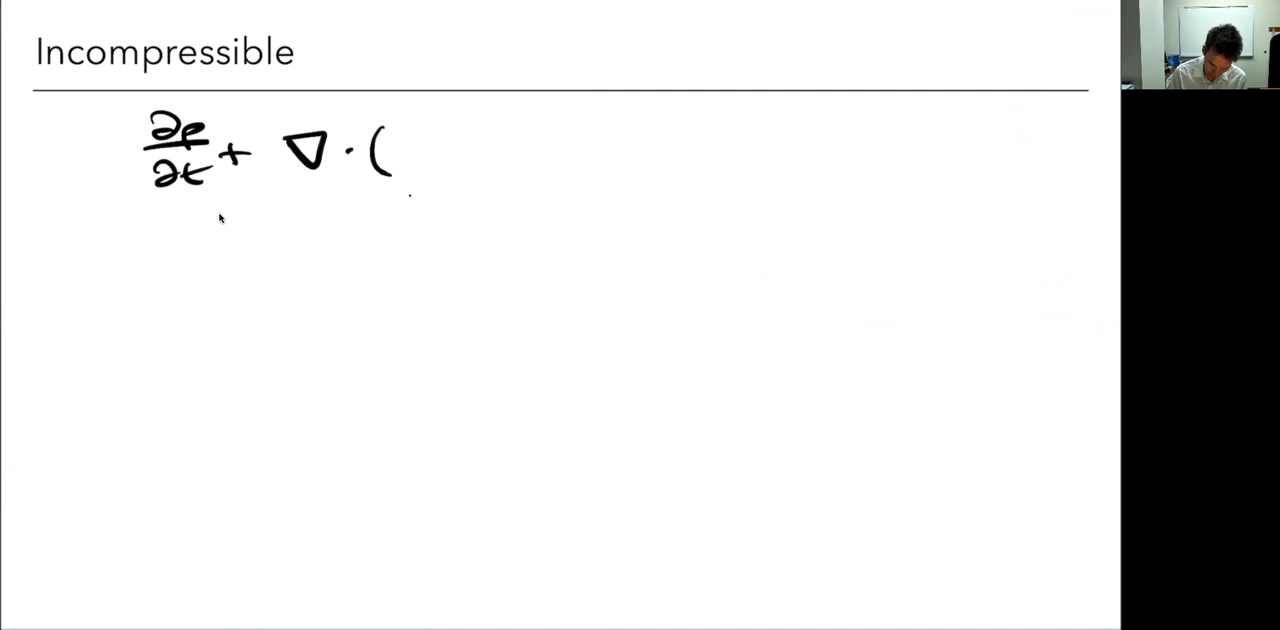 Incompressible
∂ρ/∂t + ∇ · (